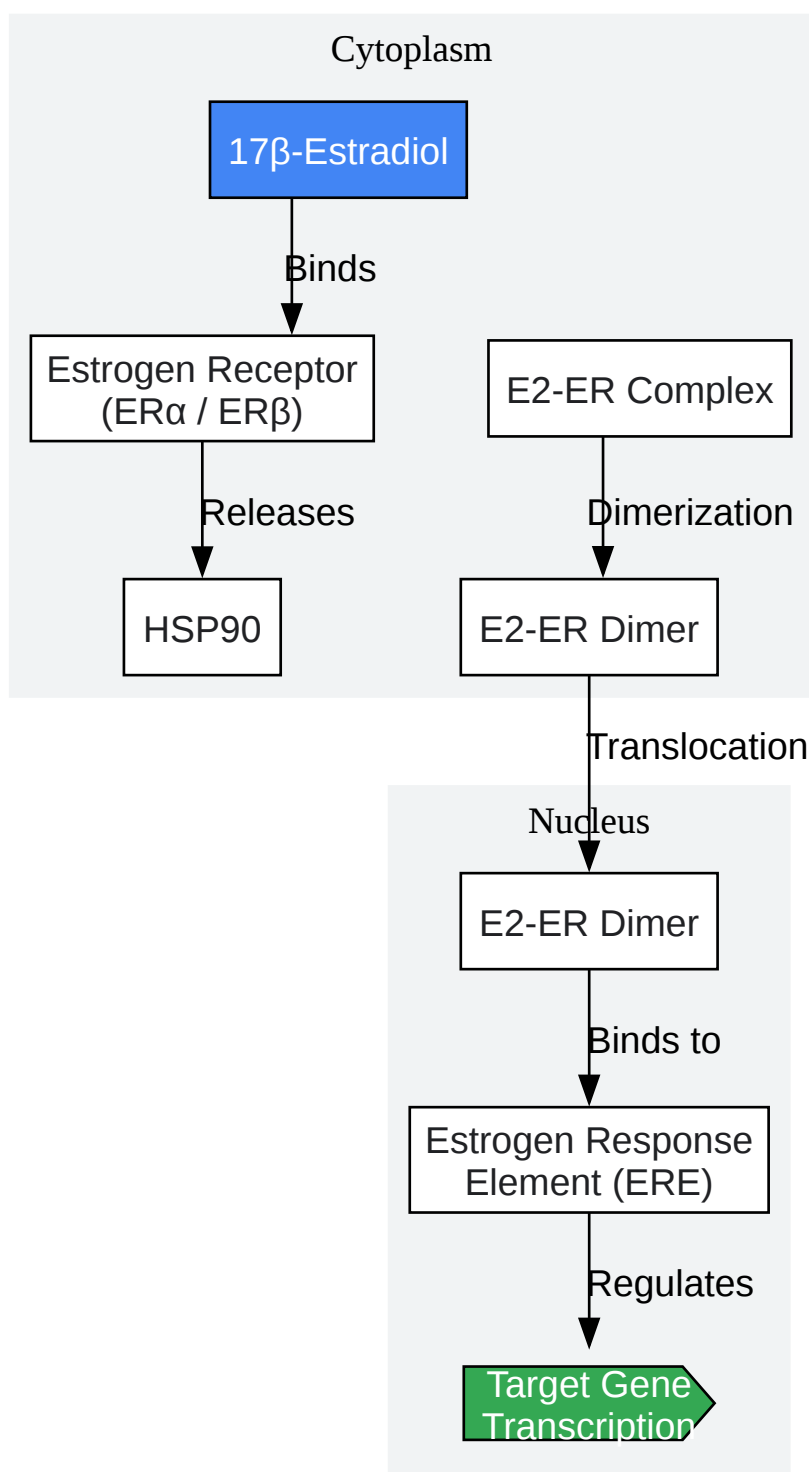 Cytoplasm
17β-Estradiol
Binds
Estrogen Receptor
(ERα / ERβ)
E2-ER Complex
Releases
Dimerization
HSP90
E2-ER Dimer
Translocation
Nucleus
E2-ER Dimer
Binds to
Estrogen Response
Element (ERE)
Regulates
Target Gene
Transcription